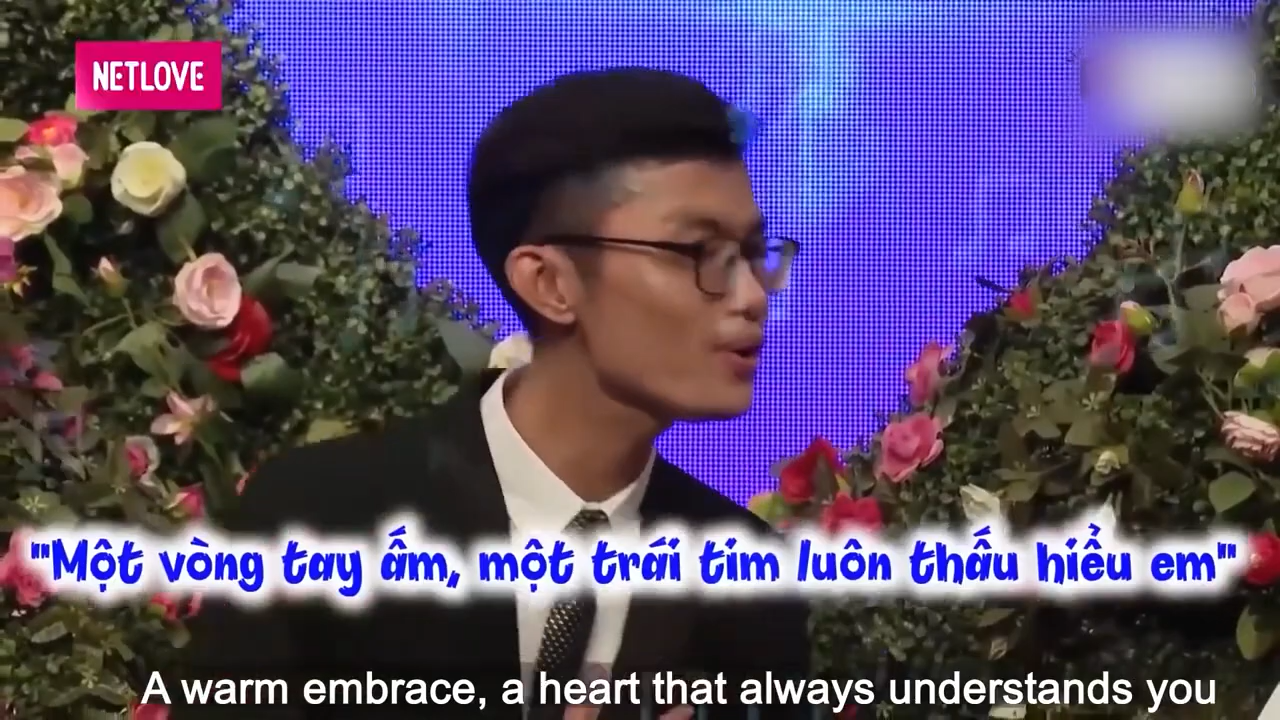 NETLOVE
""Một vòng tay ấm, một trái tim luôn thấu hiểu em""
A warm embrace, a heart that always understands you